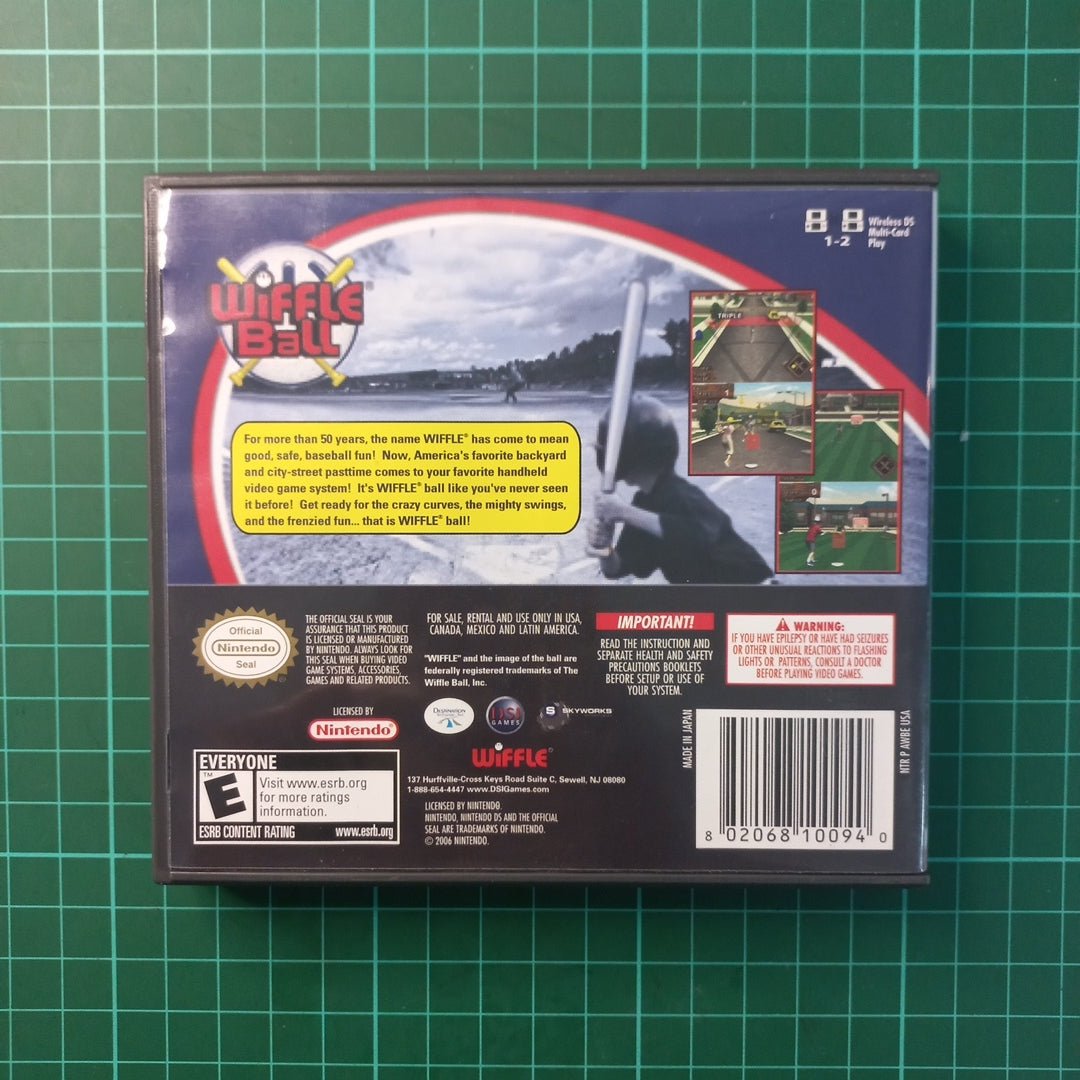 Wireless DS
Multi-Card
Play
1-2
WIFFLE®
Ball
TRIPLE
For more than 50 years, the name WIFFLE® has come to mean
good, safe, baseball fun! Now, America's favorite backyard
and city-street pasttime comes to your favorite handheld
video game system! It's WIFFLE® ball like you've never seen
it before! Get ready for the crazy curves, the mighty swings,
and the frenzied fun... that is WIFFLE® ball!
Official
Nintendo
Seal
THE OFFICIAL SEAL IS YOUR
ASSURANCE THAT THIS PRODUCT
IS LICENSED OR MANUFACTURED
BY NINTENDO. ALWAYS LOOK FOR
THIS SEAL WHEN BUYING VIDEO
GAME SYSTEMS, ACCESSORIES,
GAMES AND RELATED PRODUCTS.
FOR SALE, RENTAL AND USE ONLY IN USA,
CANADA, MEXICO AND LATIN AMERICA.
"WIFFLE" and the image of the ball are
federally registered trademarks of The
Wiffle Ball, Inc.
IMPORTANT!
READ THE INSTRUCTION AND
SEPARATE HEALTH AND SAFETY
PRECAUTIONS BOOKLETS
BEFORE SETUP OR USE OF
YOUR SYSTEM.
WARNING:
IF YOU HAVE EPILEPSY OR HAVE HAD SEIZURES
OR OTHER UNUSUAL REACTIONS TO FLASHING
LIGHTS OR PATTERNS, CONSULT A DOCTOR
BEFORE PLAYING VIDEO GAMES.
LICENSED BY
Nintendo®
DESTINATION
DSI
GAMES
S SKYWORKS
WIFFLE®
137 Hurffville-Cross Keys Road Suite C, Sewell, NJ 08080
1-888-654-4447 www.DSIGames.com
LICENSED BY NINTENDO.
NINTENDO, NINTENDO DS AND THE OFFICIAL
SEAL ARE TRADEMARKS OF NINTENDO.
© 2006 NINTENDO.
EVERYONE
TM
E
Visit www.esrb.org
for more ratings
information.
ESRB CONTENT RATING www.esrb.org
MADE IN JAPAN
8 02068 10094 0
NTR P AWBE USA